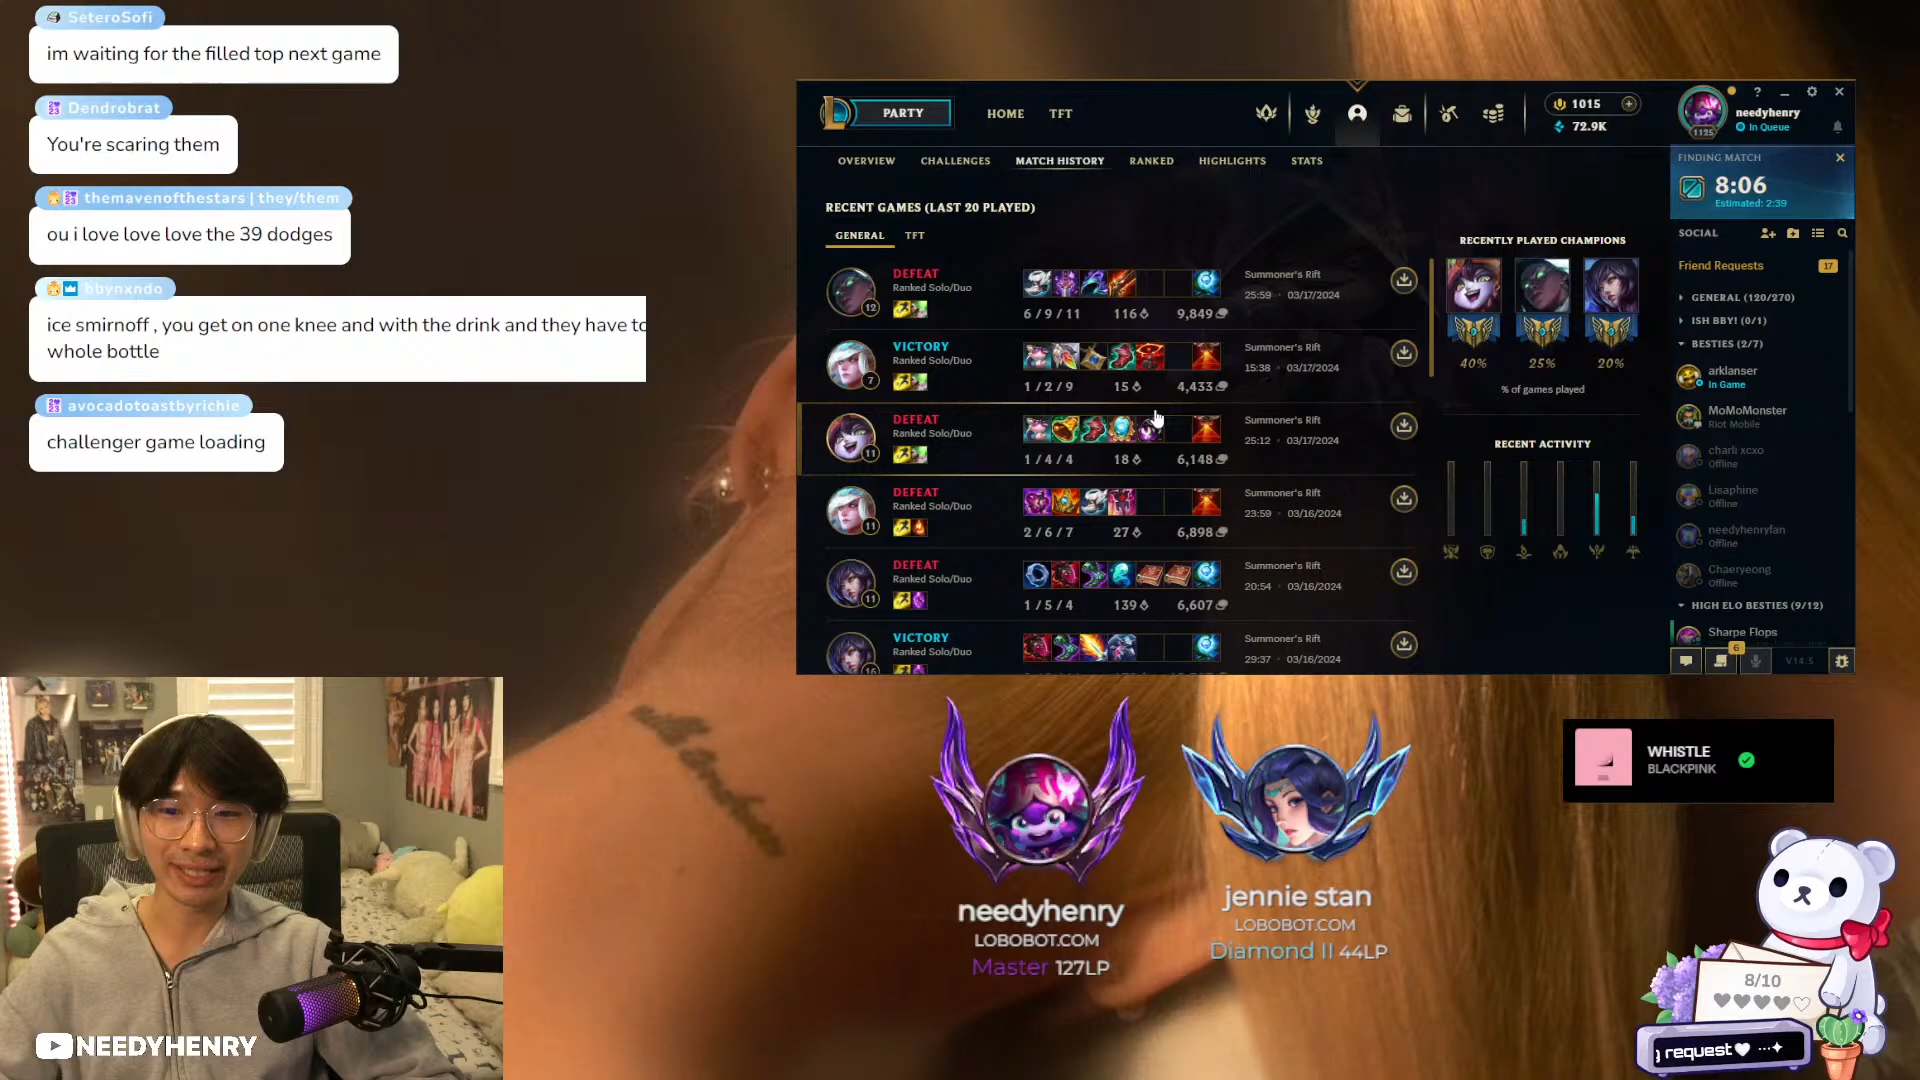 SeteroSofi
im waiting for the filled top next game
Dendrobrat
You're scaring them
themavenofthestars | they/them
ou i love love love the 39 dodges
bbynxndo
ice smirnoff , you get on one knee and with the drink and they have to
whole bottle
avocadotoastbyrichie
challenger game loading
PARTY
HOME
TFT
1015
72.9K
1125
needyhenry
In Queue
OVERVIEW
CHALLENGES
MATCH HISTORY
RANKED
HIGHLIGHTS
STATS
FINDING MATCH
8:06
Estimated: 2:39
RECENT GAMES (LAST 20 PLAYED)
GENERAL
TFT
DEFEAT
Ranked Solo/Duo
12
6 / 9 / 11
116
9,849
Summoner's Rift
25:59 · 03/17/2024
VICTORY
Ranked Solo/Duo
7
1 / 2 / 9
15
4,433
Summoner's Rift
15:38 · 03/17/2024
DEFEAT
Ranked Solo/Duo
11
1 / 4 / 4
18
6,148
Summoner's Rift
25:12 · 03/17/2024
DEFEAT
Ranked Solo/Duo
11
2 / 6 / 7
27
6,898
Summoner's Rift
23:59 · 03/16/2024
DEFEAT
Ranked Solo/Duo
11
1 / 5 / 4
139
6,607
Summoner's Rift
20:54 · 03/16/2024
VICTORY
Ranked Solo/Duo
Summoner's Rift
29:37 · 03/16/2024
RECENTLY PLAYED CHAMPIONS
40%
25%
20%
% of games played
RECENT ACTIVITY
SOCIAL
Friend Requests
17
GENERAL (120/270)
ISH BBY! (0/1)
BESTIES (2/7)
arklanser
In Game
MoMoMonster
Riot Mobile
charli xcxo
Offline
Lisaphine
Offline
needyhenryfan
Offline
Chaeryeong
Offline
HIGH ELO BESTIES (9/12)
Sharpe Flops
6
V14.5
needyhenry
LOBOBOT.COM
Master 127LP
jennie stan
LOBOBOT.COM
Diamond II 44LP
WHISTLE
BLACKPINK
8/10
request
NEEDYHENRY